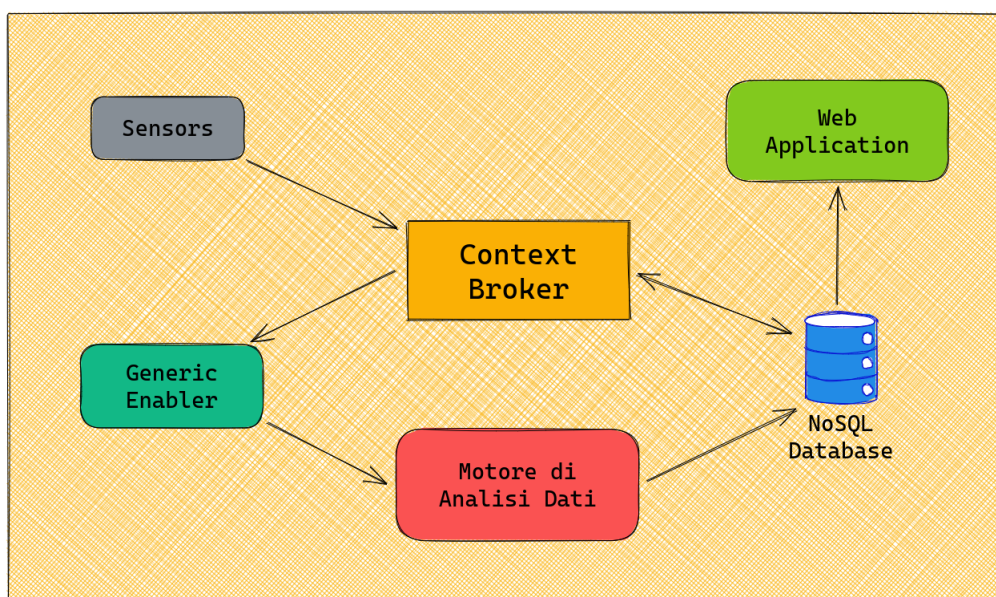 Sensors
Web
Application
Context
Broker
Generic
Enabler
NoSQL
Database
Motore di
Analisi Dati